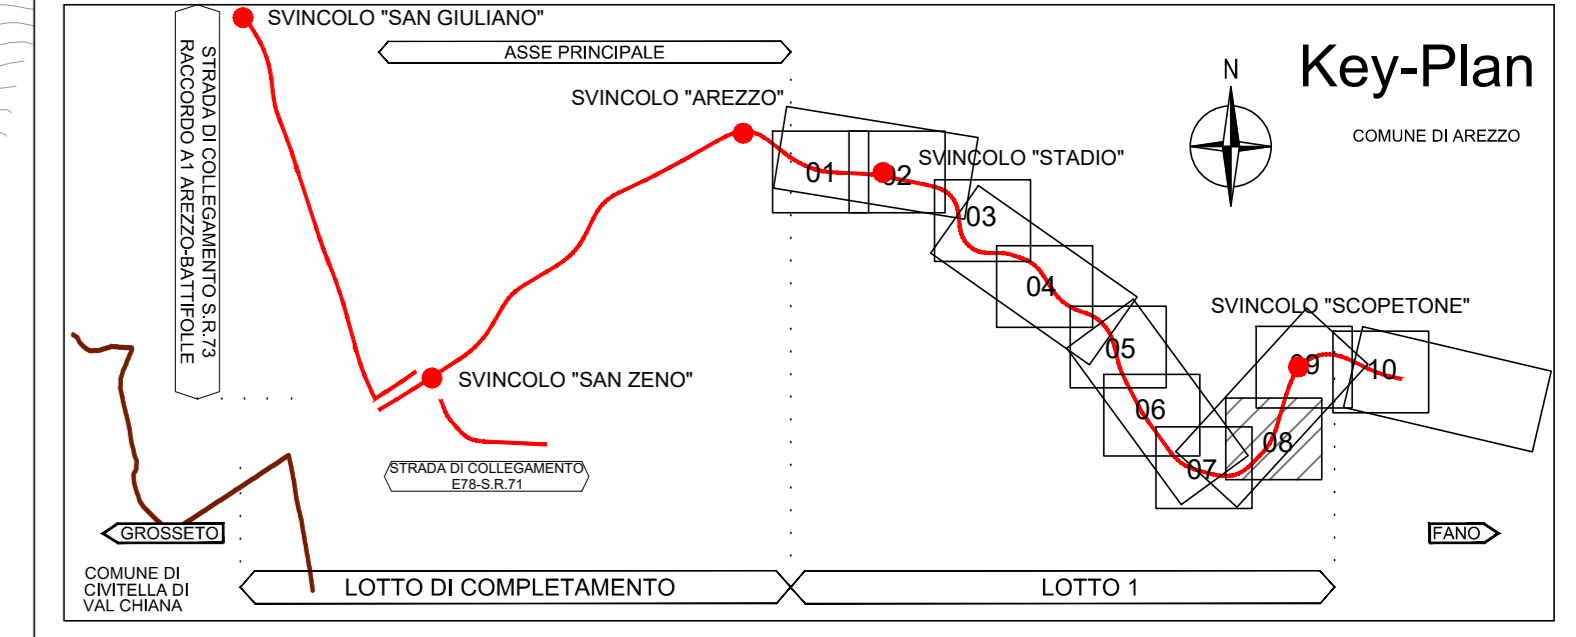 SVINCOLO "SAN GIULIANO"
ASSE PRINCIPALE
Key-Plan
N
COMUNE DI AREZZO
STRADA DI COLLEGAMENTO S.R.73
RACCORDO A1 AREZZO-BATTIFOLLE
SVINCOLO "AREZZO"
SVINCOLO "STADIO"
01
02
03
04
05
06
07
08
09
10
SVINCOLO "SCOPETONE"
SVINCOLO "SAN ZENO"
STRADA DI COLLEGAMENTO
E78-S.R.71
GROSSETO
FANO
COMUNE DI
CIVITELLA DI
VAL CHIANA
LOTTO DI COMPLETAMENTO
LOTTO 1